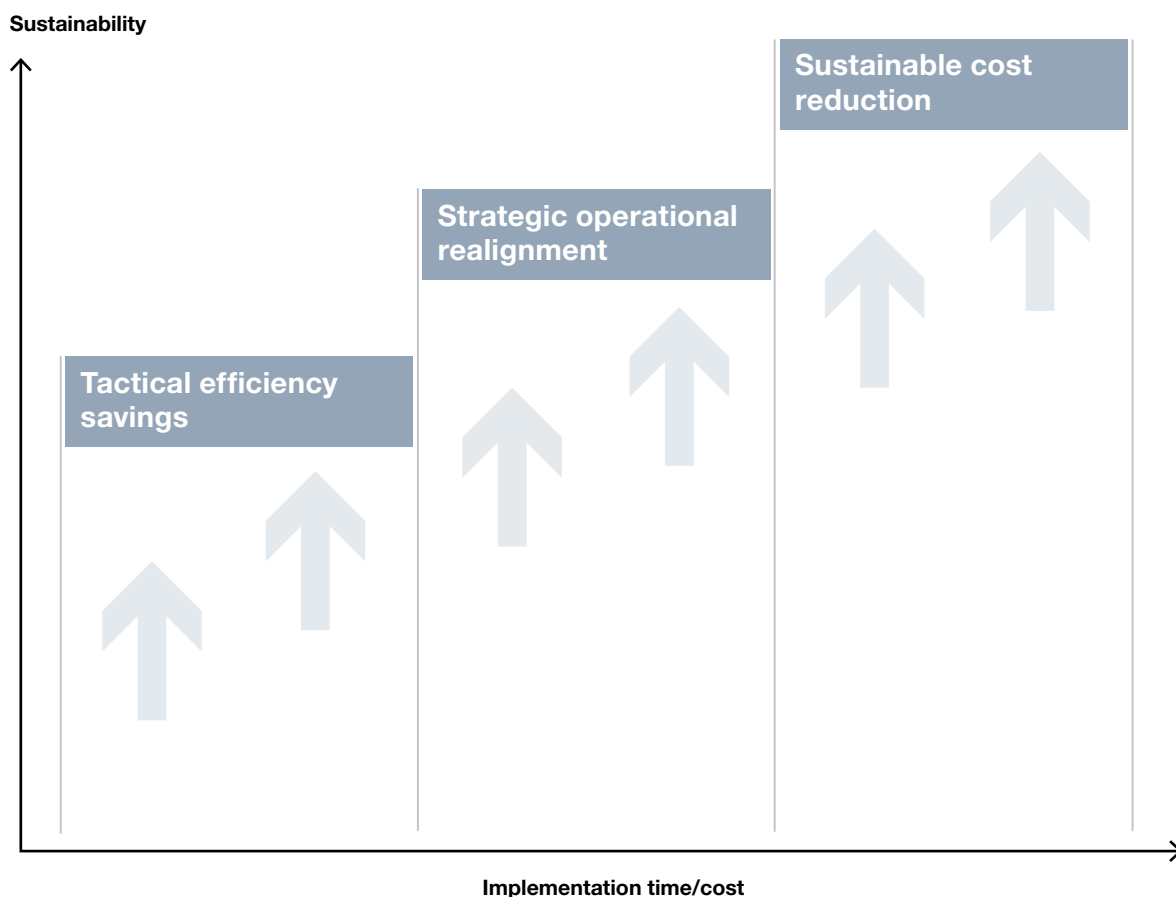 Sustainability
Sustainable cost
reduction
Strategic operational
realignment
Tactical efficiency
savings
Implementation time/cost